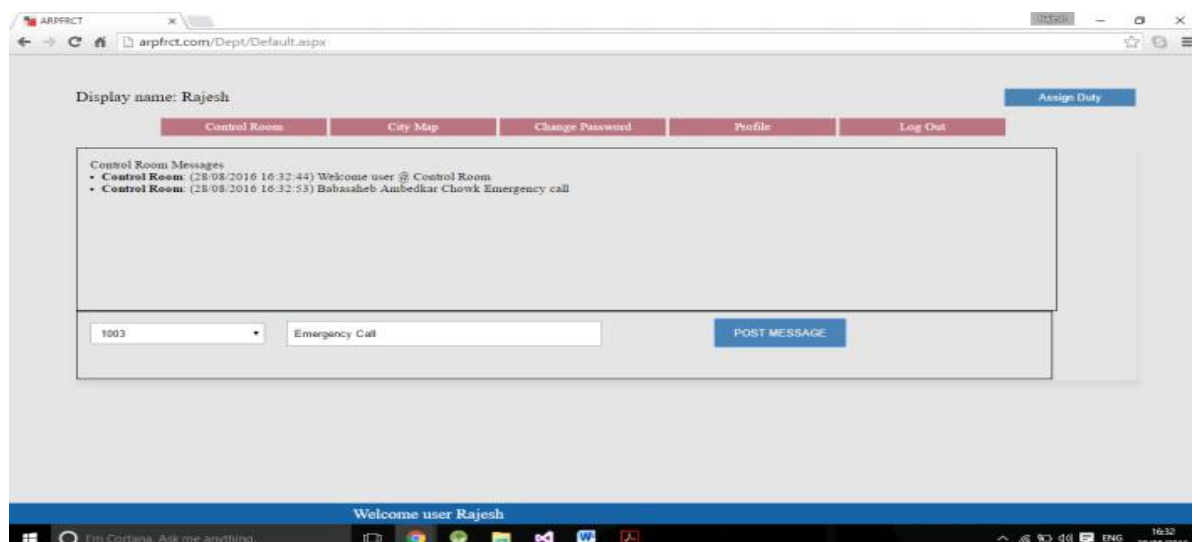 ARPFRCT
Rajesh
arpfrct.com/Dept/Default.aspx
Display name: Rajesh
Assign Duty
Control Room
City Map
Change Password
Profile
Log Out
Control Room Messages
• Control Room: (28/08/2016 16:32:44) Welcome user @ Control Room
• Control Room: (28/08/2016 16:32:53) Babasaheb Ambedkar Chowk Emergency call
1003
Emergency Call
POST MESSAGE
Welcome user Rajesh
I'm Cortana. Ask me anything.
ENG
16:32